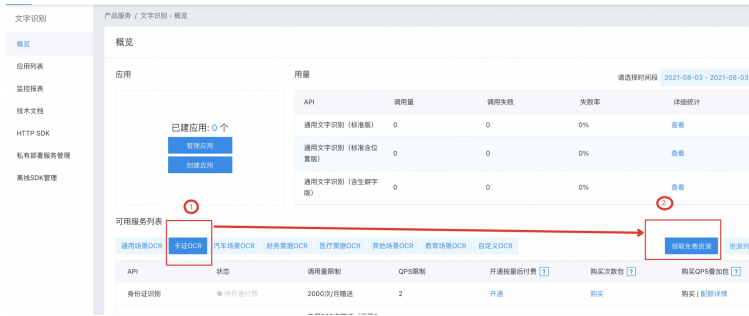 文字识别
产品服务 / 文字识别 - 概览
概览
概览
应用列表
监控报表
技术文档
HTTP SDK
私有部署服务管理
离线SDK管理
应用
已建应用: 0 个
管理应用
创建应用
用量
请选择时间段 2021-08-03 - 2021-08-03
API 调用量 调用失败 失败率 详细统计
通用文字识别（标准版） 0 0 0% 查看
通用文字识别（标准含位置版） 0 0 0% 查看
通用文字识别（含生僻字版） 0 0 0% 查看
1
2
可用服务列表
通用场景OCR 卡证OCR 汽车场景OCR 财务票据OCR 医疗票据OCR 其他场景OCR 教育场景OCR 自定义OCR 领取免费资源 资源列
API 状态 调用量限制 QPS限制 开通按量后付费 ? 购买次数包 ? 购买QPS叠加包 ?
身份证识别 待开通付费 2000次/月赠送 2 开通 购买 购买 | 配额详情